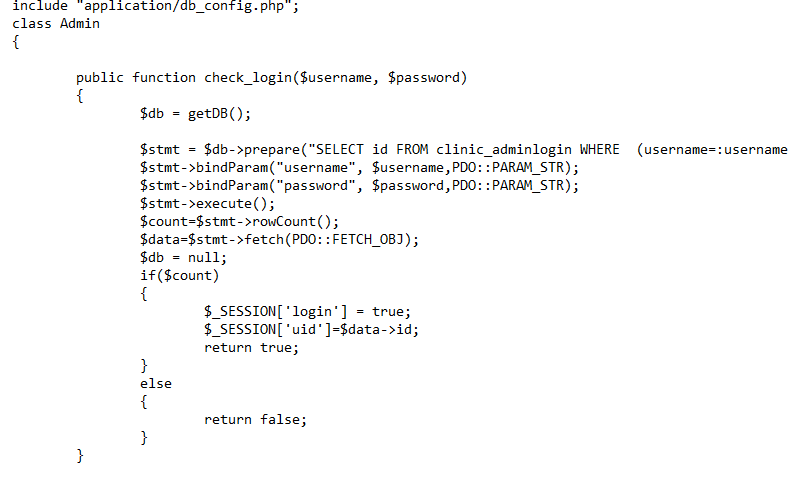 include "application/db_config.php";
class Admin
{
public function check_login($username, $password)
{
$db = getDB();
$stmt = $db->prepare("SELECT id FROM clinic_adminlogin WHERE  (username=:username
$stmt->bindParam("username", $username,PDO::PARAM_STR);
$stmt->bindParam("password", $password,PDO::PARAM_STR);
$stmt->execute();
$count=$stmt->rowCount();
$data=$stmt->fetch(PDO::FETCH_OBJ);
$db = null;
if($count)
{
$_SESSION['login'] = true;
$_SESSION['uid']=$data->id;
return true;
}
else
{
return false;
}
}